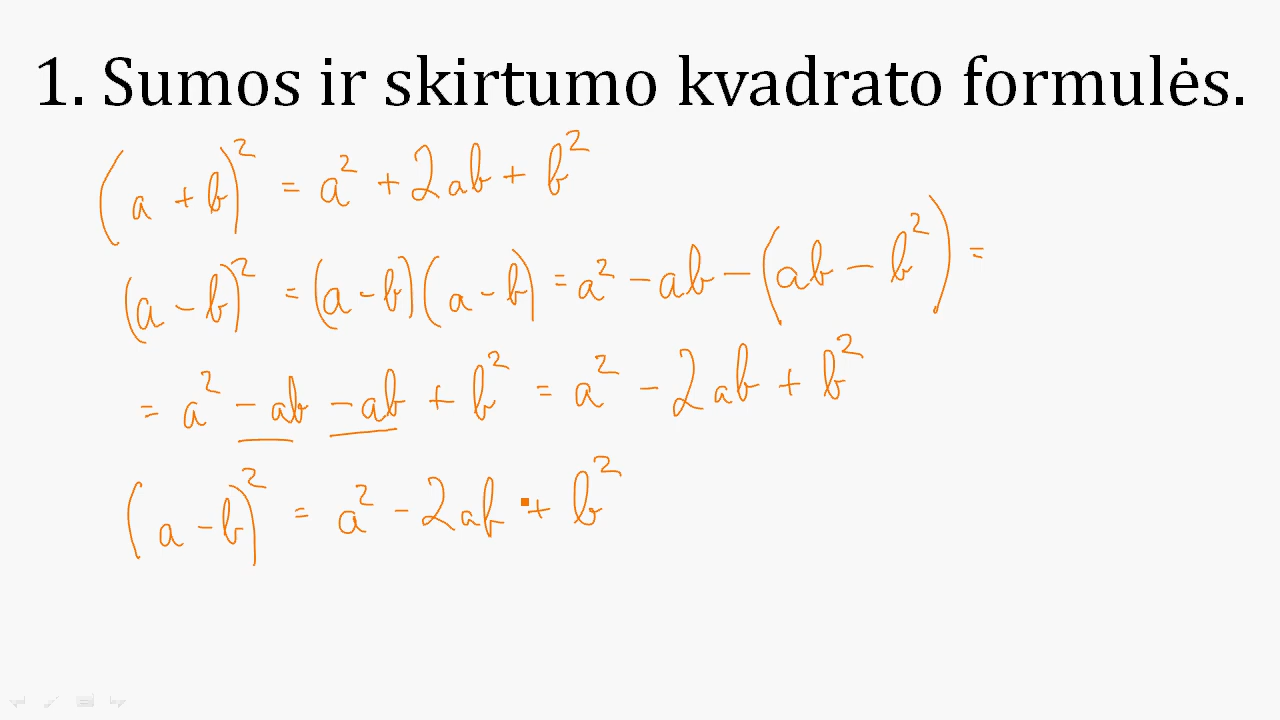 1. Sumos ir skirtumo kvadrato formulės.
(a + b)² = a² + 2ab + b²
(a - b)² = (a - b)(a - b) = a² - ab - (ab - b²) =
= a² - ab - ab + b² = a² - 2ab + b²
(a - b)² = a² - 2ab + b²